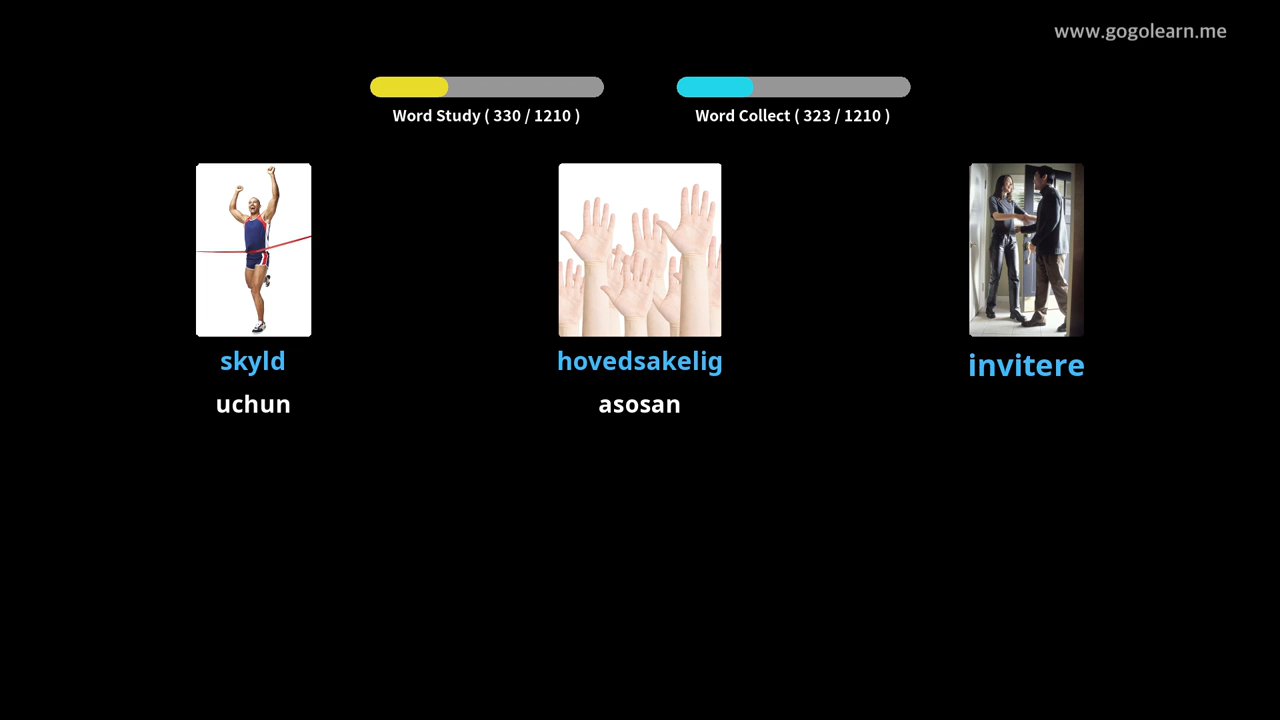 www.gogolearn.me
Word Study ( 330 / 1210 )
Word Collect ( 323 / 1210 )
skyld
uchun
hovedsakelig
asosan
invitere